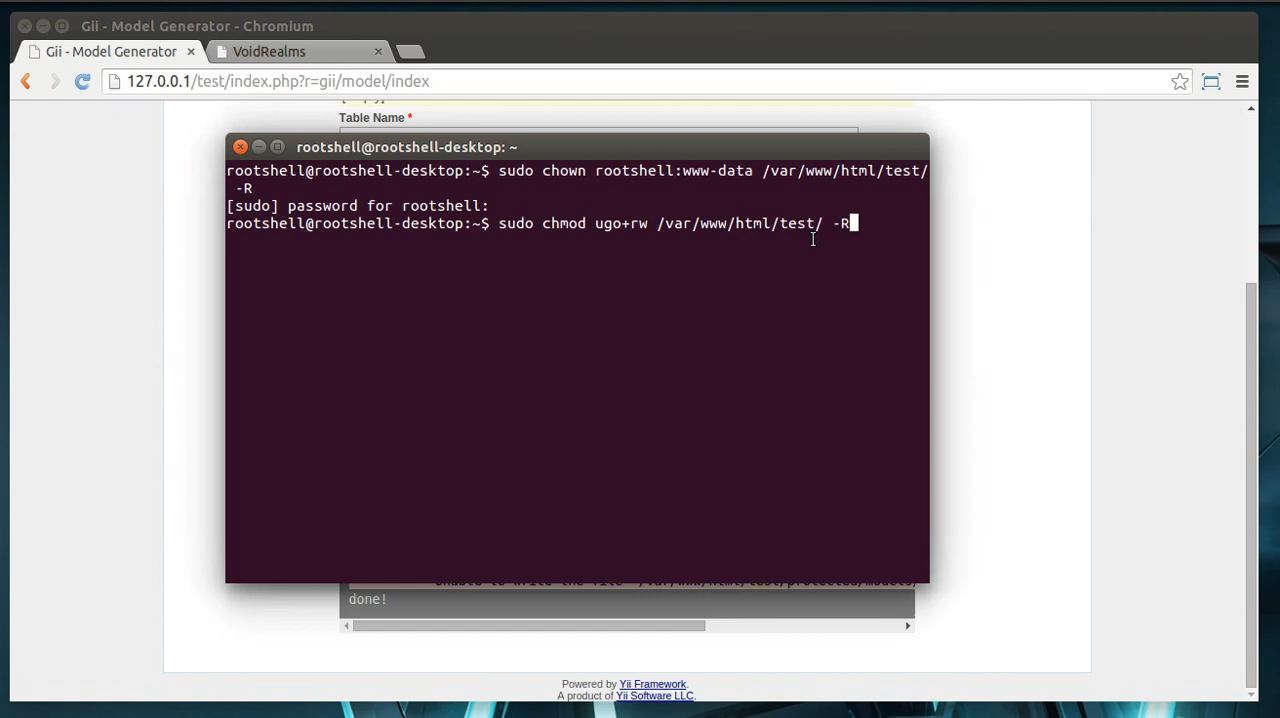 Gii - Model Generator - Chromium
Gii - Model Generator × VoidRealms ×
127.0.0.1/test/index.php?r=gii/model/index
Table Name *
rootshell@rootshell-desktop: ~
rootshell@rootshell-desktop:~$ sudo chown rootshell:www-data /var/www/html/test/
-R
[sudo] password for rootshell:
rootshell@rootshell-desktop:~$ sudo chmod ugo+rw /var/www/html/test/ -R
done!
Powered by Yii Framework.
A product of Yii Software LLC.